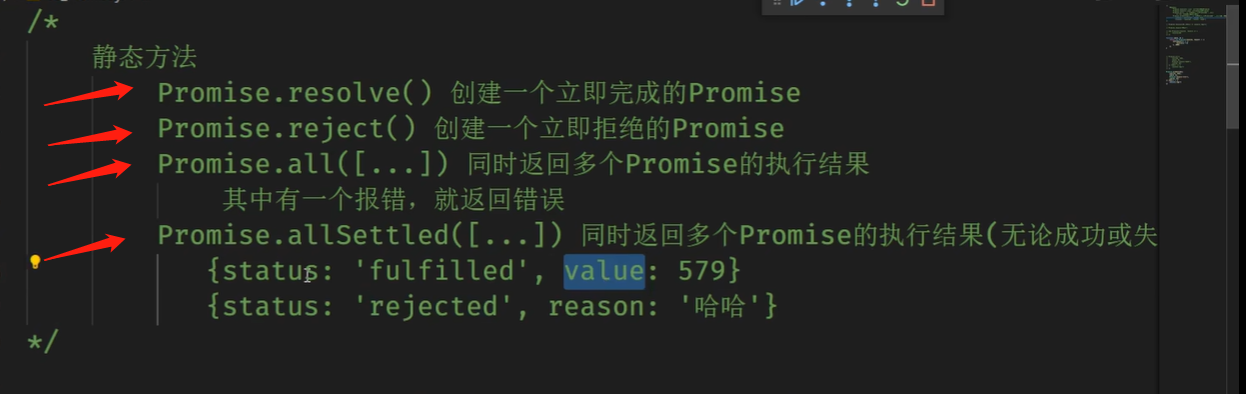 /*
静态方法
Promise.resolve() 创建一个立即完成的Promise
Promise.reject() 创建一个立即拒绝的Promise
Promise.all([...]) 同时返回多个Promise的执行结果
其中有一个报错，就返回错误
Promise.allSettled([...]) 同时返回多个Promise的执行结果(无论成功或失
{status: 'fulfilled', value: 579}
{status: 'rejected', reason: '哈哈'}
*/